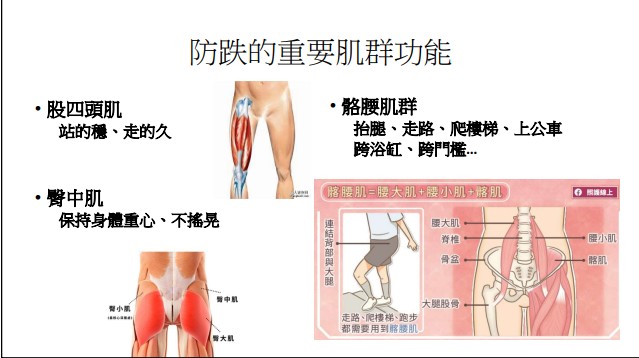 防跌的重要肌群功能
• 股四頭肌
站的穩、走的久
• 臀中肌
保持身體重心、不搖晃
臀小肌
臀中肌
臀大肌
• 髂腰肌群
抬腿、走路、爬樓梯、上公車
跨浴缸、跨門檻...
髂腰肌=腰大肌+腰小肌+髂肌
照護線上
連結背部與大腿
走路、爬樓梯、跑步
都需要用到髂腰肌
腰大肌
脊椎
骨盆
大腿股骨
腰小肌
髂肌